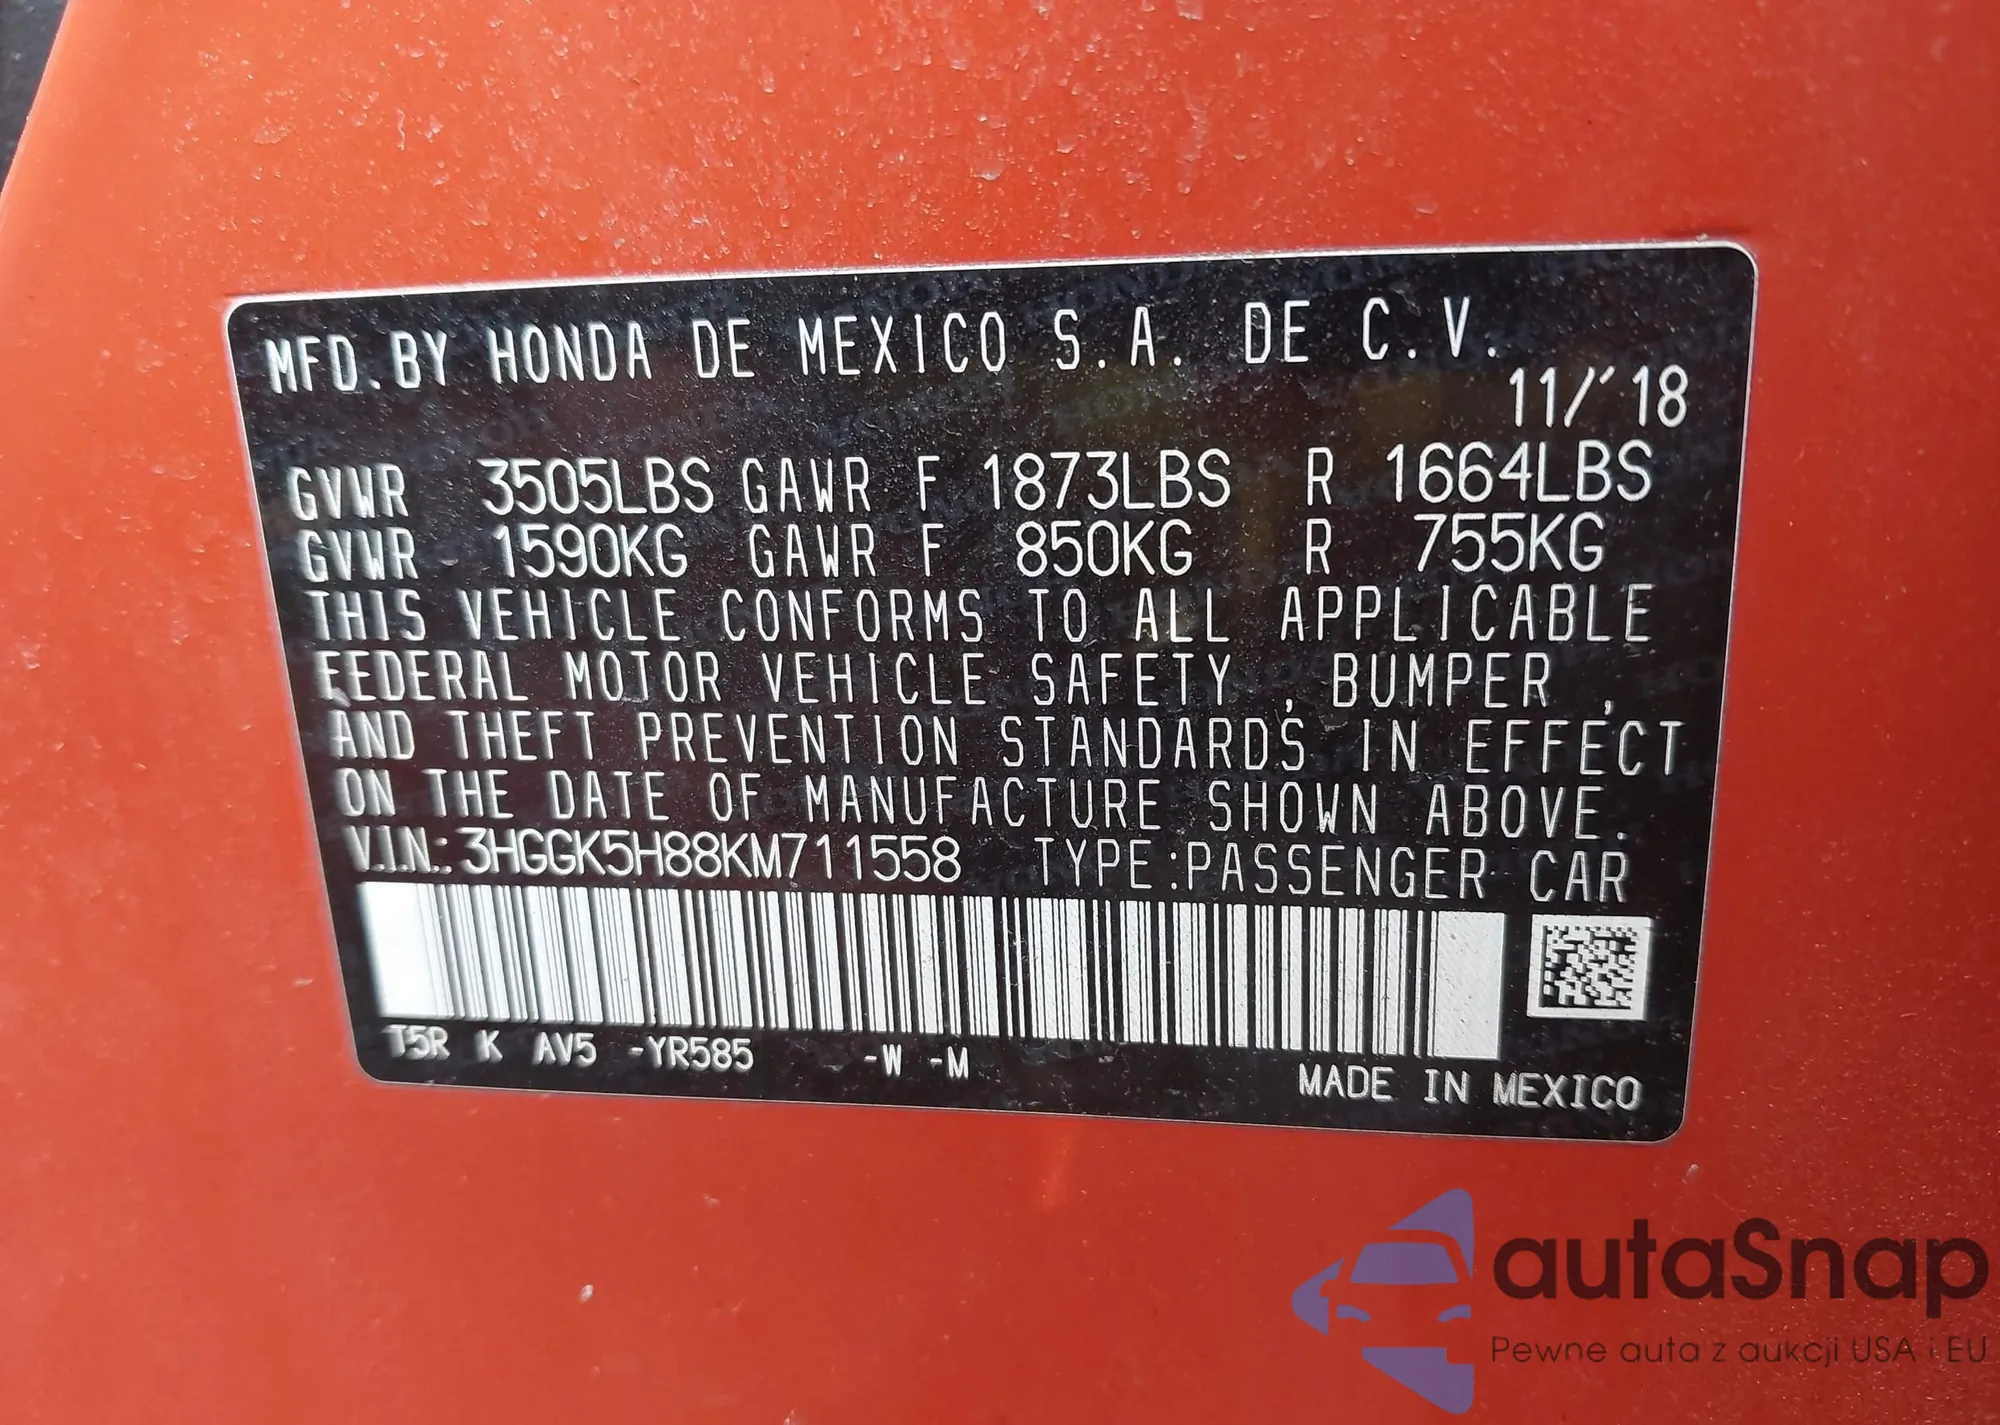 MFD. BY HONDA DE MEXICO S.A. DE C.V.
11/'18
GVWR 3505LBS GAWR F 1873LBS R 1664LBS
GVWR 1590KG GAWR F 850KG R 755KG
THIS VEHICLE CONFORMS TO ALL APPLICABLE
FEDERAL MOTOR VEHICLE SAFETY , BUMPER ,
AND THEFT PREVENTION STANDARDS IN EFFECT
ON THE DATE OF MANUFACTURE SHOWN ABOVE.
V.I.N.: 3HGGK5H88KM711558 TYPE:PASSENGER CAR
T5R K AV5 -YR585 -W -M
MADE IN MEXICO
autaSnap
Pewne auta z aukcji USA i EU